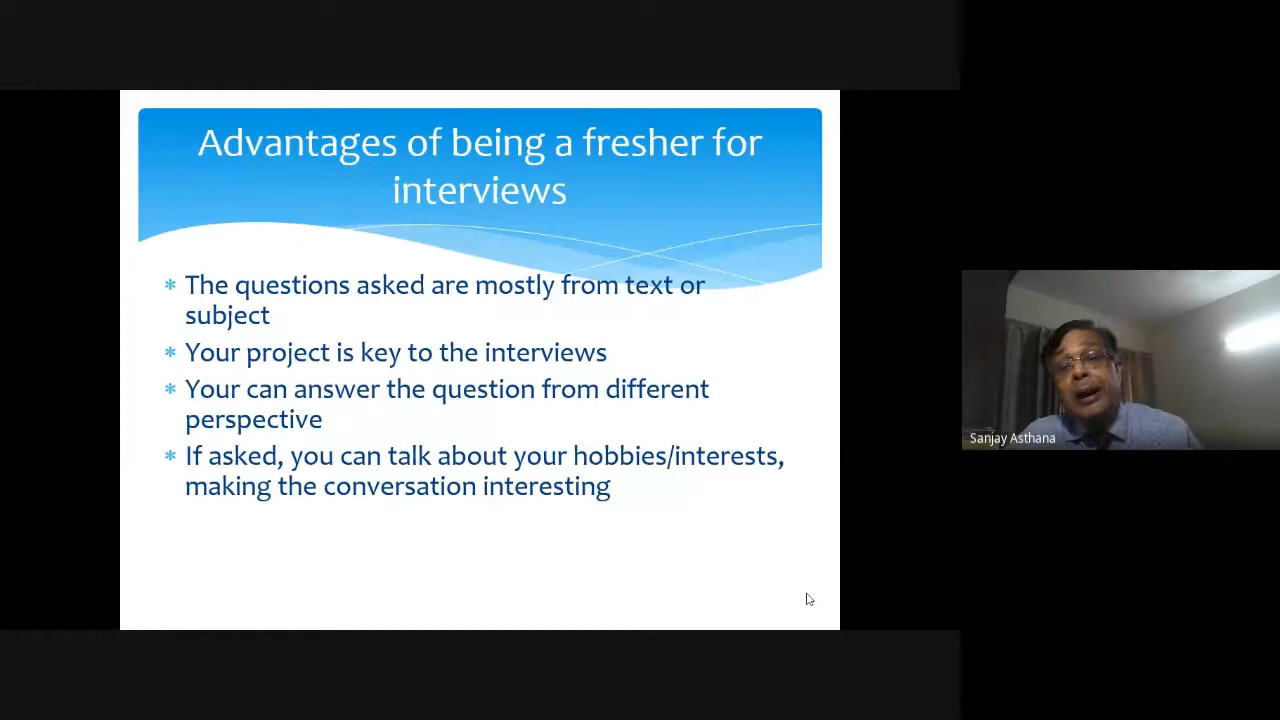 Advantages of being a fresher for
interviews
* The questions asked are mostly from text or
subject
* Your project is key to the interviews
* Your can answer the question from different
perspective
* If asked, you can talk about your hobbies/interests,
making the conversation interesting
Sanjay Asthana